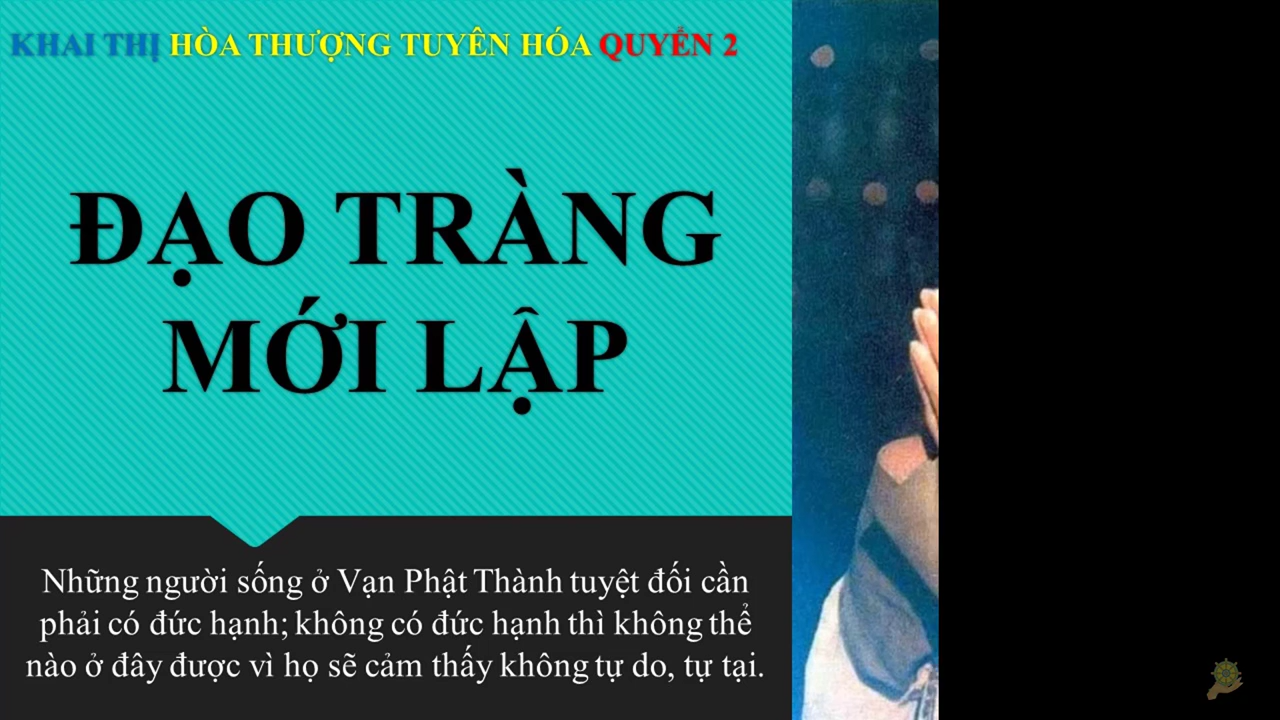 KHAI THỊ HÒA THƯỢNG TUYÊN HÓA QUYỂN 2
ĐẠO TRÀNG
MỚI LẬP
Những người sống ở Vạn Phật Thành tuyệt đối cần
phải có đức hạnh; không có đức hạnh thì không thể
nào ở đây được vì họ sẽ cảm thấy không tự do, tự tại.